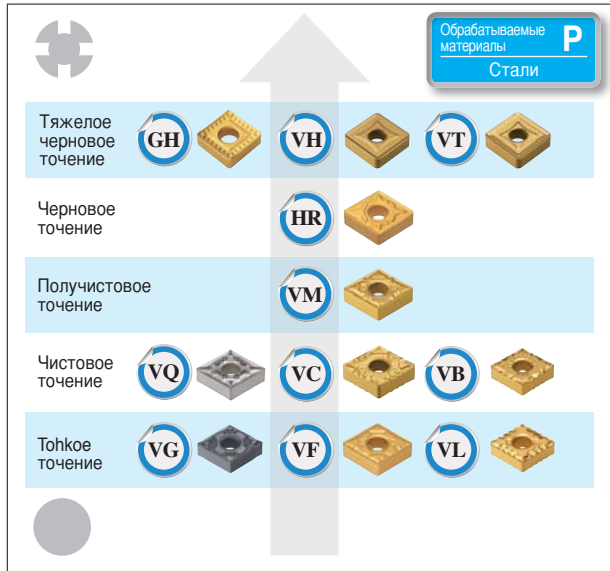 Обрабатываемые
материалы
P
Стали
Тяжелое
черновое
точение
GH
VH
VT
Черновое
точение
HR
Получистовое
точение
VM
Чистовое
точение
VQ
VC
VB
Tohkoe
точение
VG
VF
VL